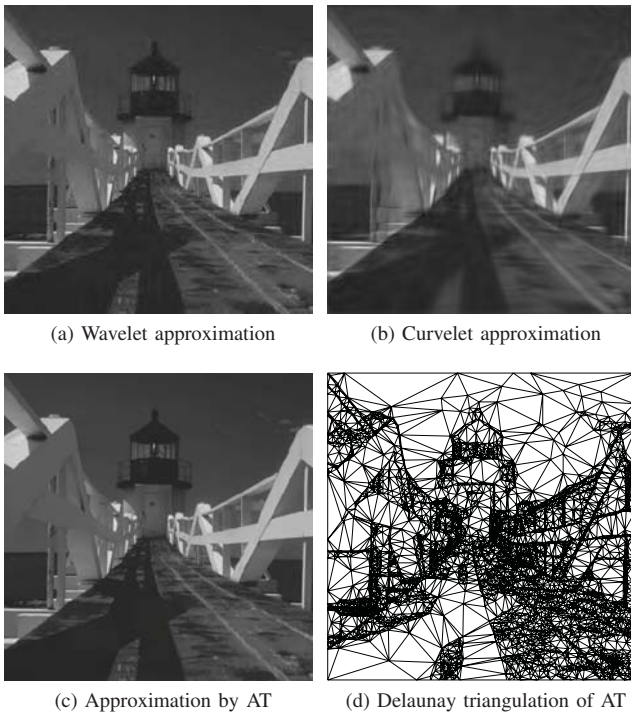 (a) Wavelet approximation
(b) Curvelet approximation
(c) Approximation by AT
(d) Delaunay triangulation of AT